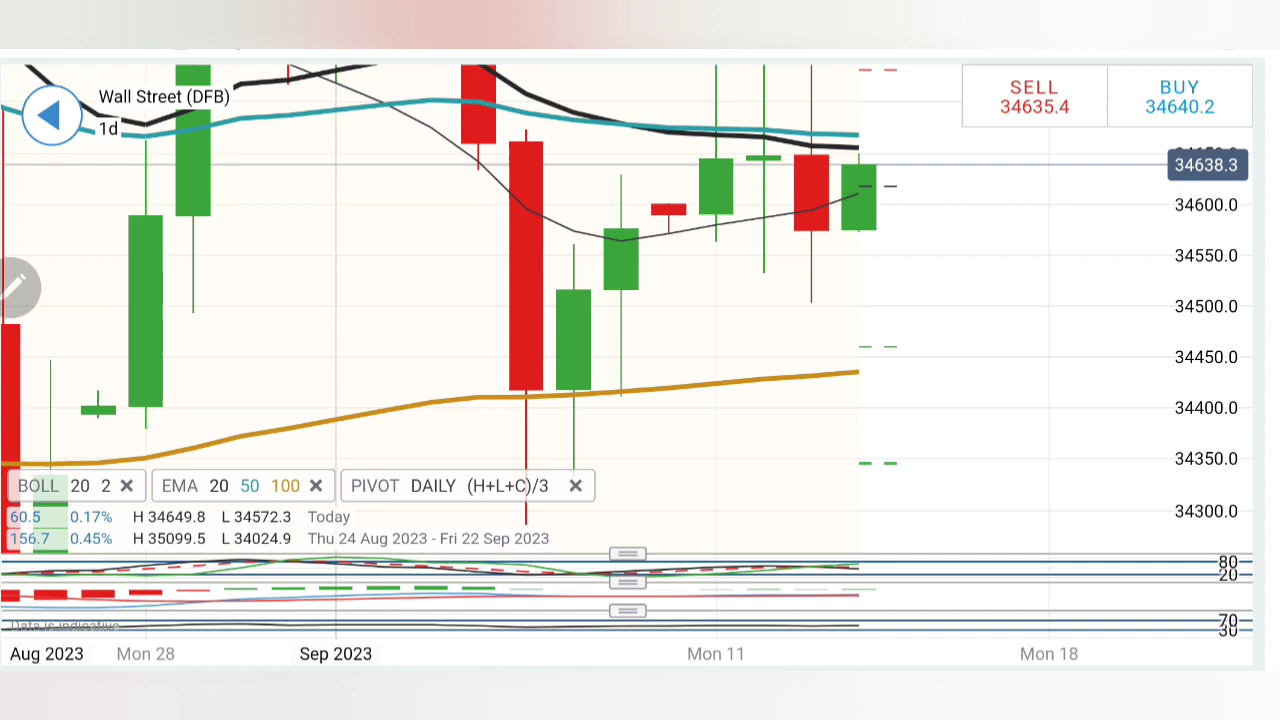 Wall Street (DFB)
1d
SELL
34635.4
BUY
34640.2
34638.3
34600.0
34550.0
34500.0
34450.0
34400.0
34350.0
34300.0
BOLL 20 2 ×
EMA 20 50 100 ×
PIVOT DAILY (H+L+C)/3 ×
60.5 0.17% H 34649.8 L 34572.3 Today
156.7 0.45% H 35099.5 L 34024.9 Thu 24 Aug 2023 - Fri 22 Sep 2023
80
20
70
30
Data is indicative
Aug 2023 Mon 28 Sep 2023 Mon 11 Mon 18